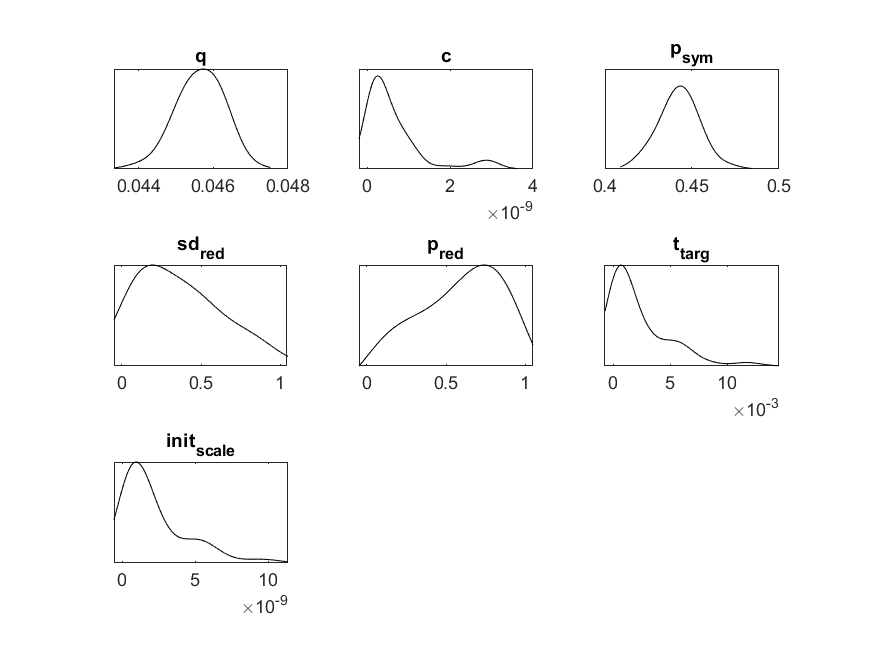 q
c
p_sym
0.044 0.046 0.048
0 2 4
×10^-9
0.4 0.45 0.5
sd_red
p_red
t_targ
0 0.5 1
0 0.5 1
0 5 10
×10^-3
init_scale
0 5 10
×10^-9